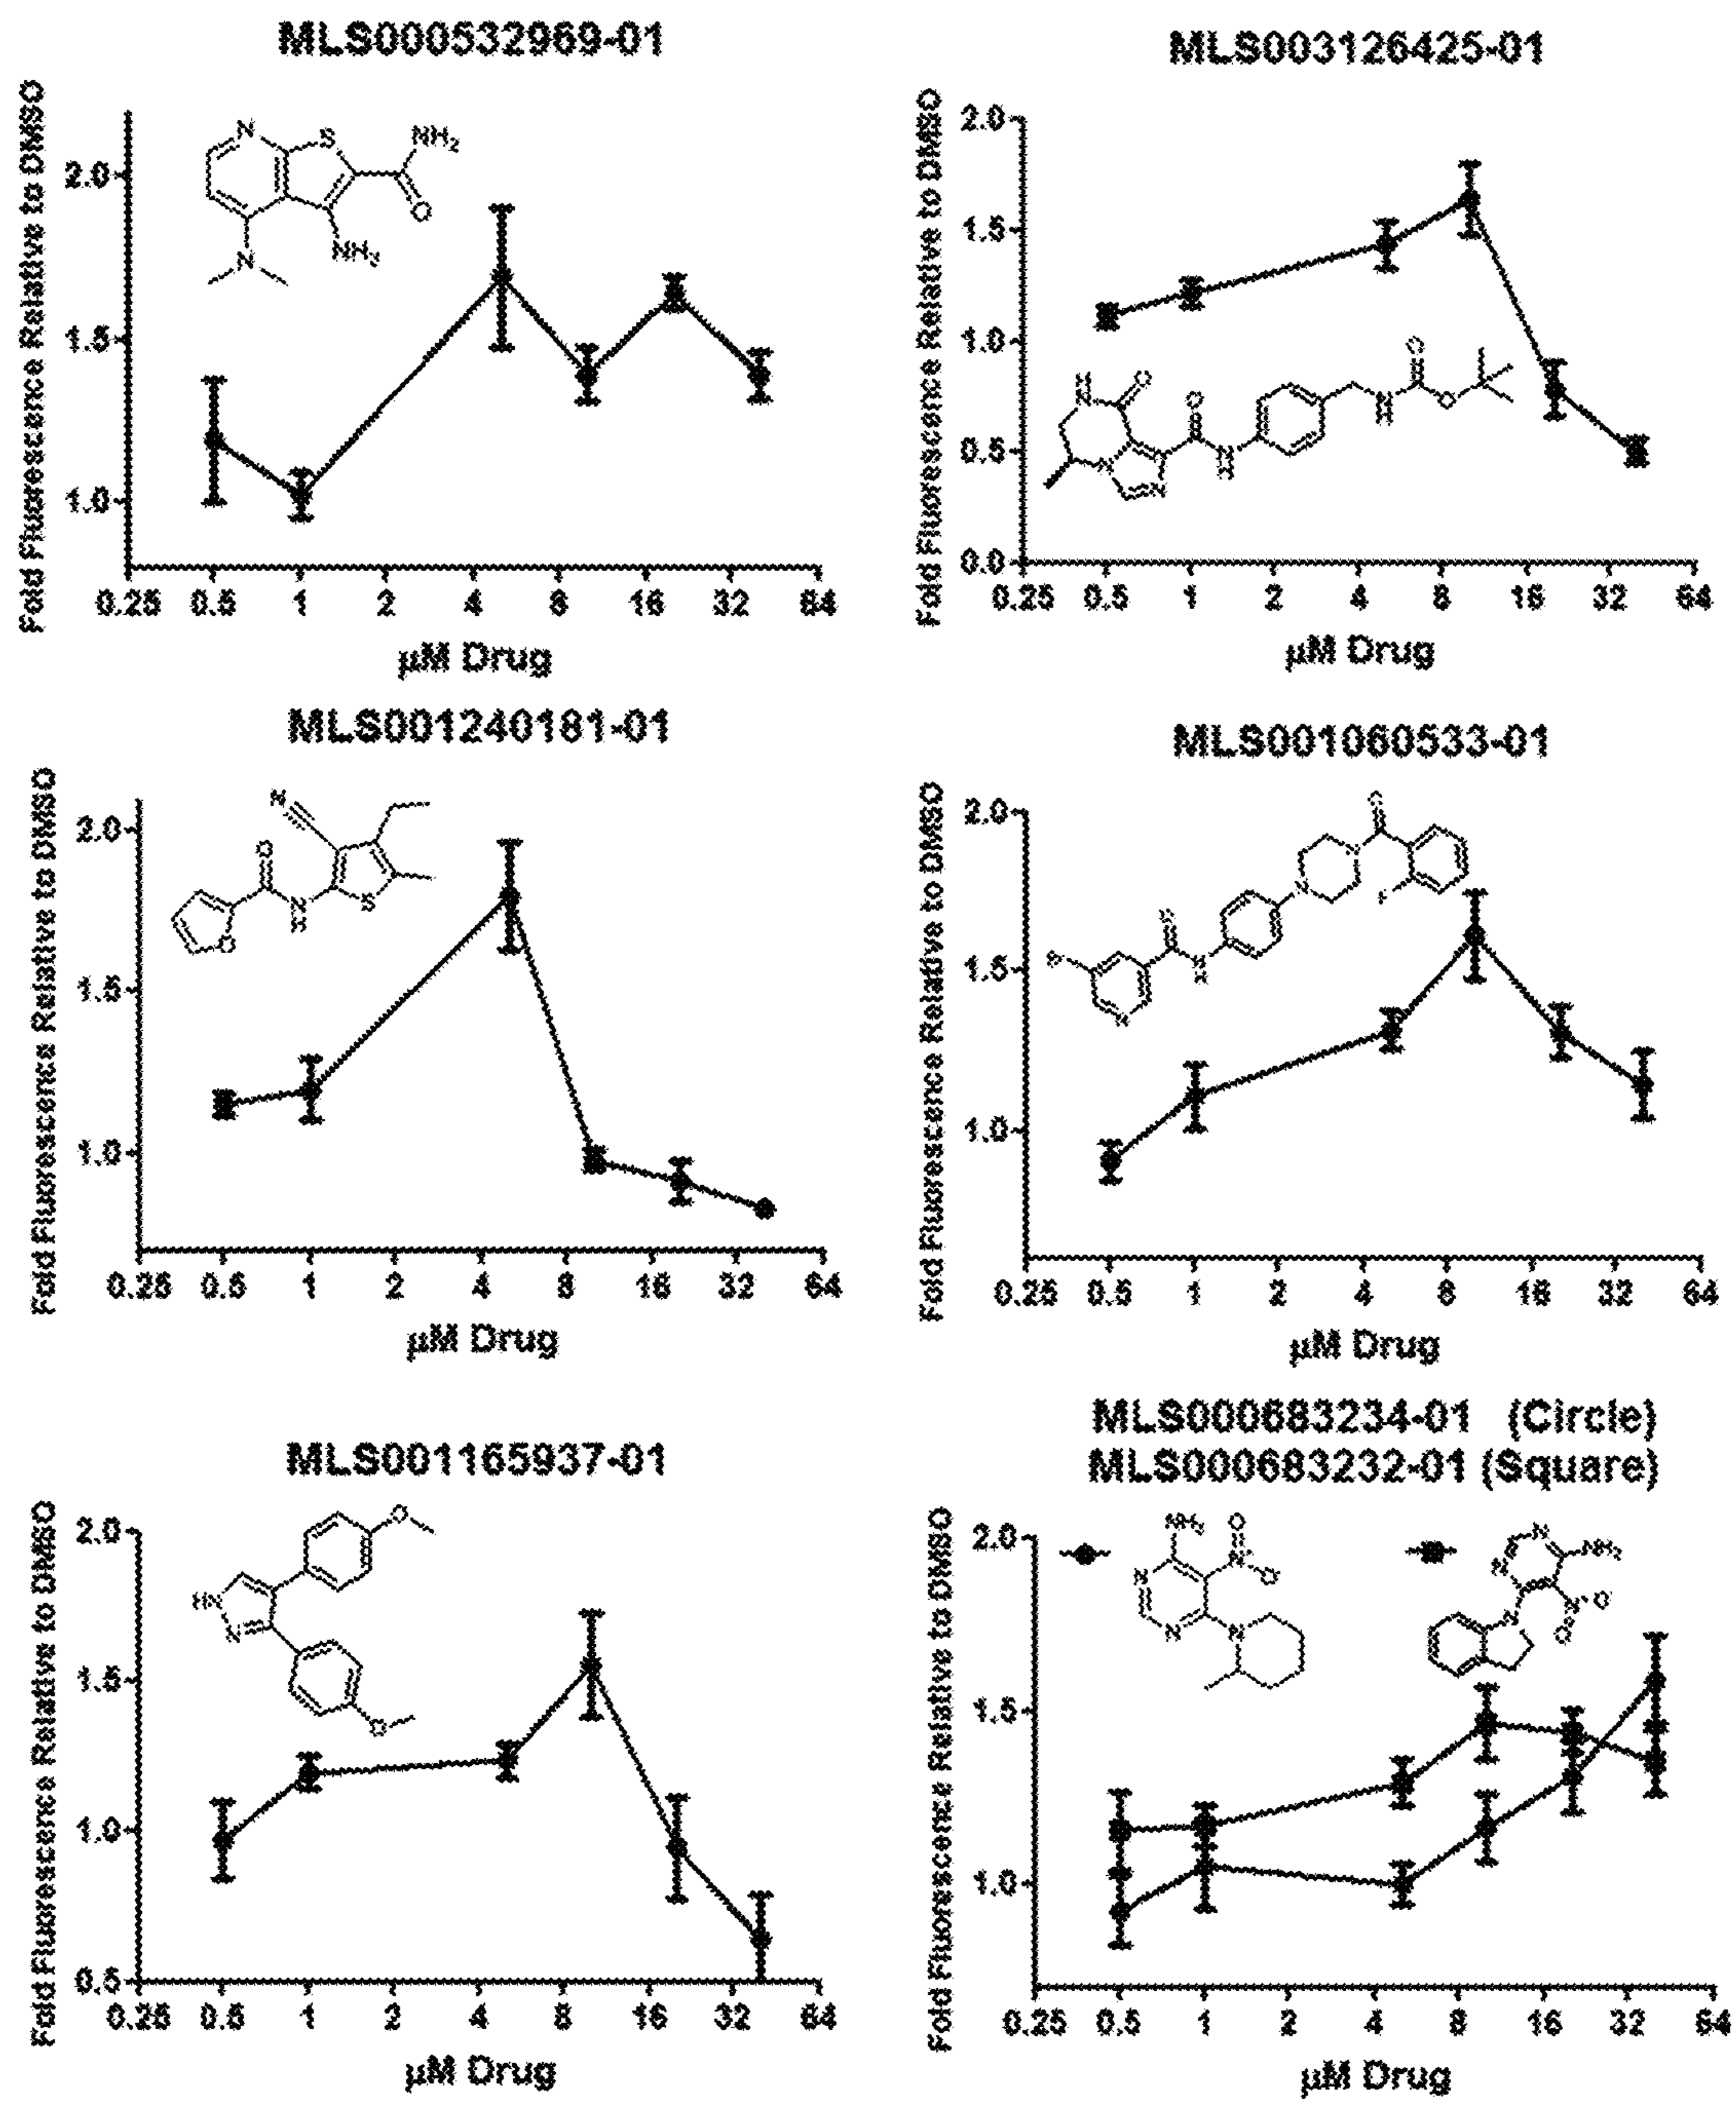 MLS000532969-01
Fold Fluorescence Relative to DMSO
2.0
1.5
1.0
N S NH2 O NH2 N
0.25 0.5 1 2 4 8 16 32 64
µM Drug
MLS003126425-01
Fold Fluorescence Relative to DMSO
2.0
1.5
1.0
0.5
0.0
H N O O N H N N N H O O
0.25 0.5 1 2 4 8 16 32 64
µM Drug
MLS001240181-01
Fold Fluorescence Relative to DMSO
2.0
1.5
1.0
N O N H S O
0.25 0.5 1 2 4 8 16 32 64
µM Drug
MLS001060533-01
Fold Fluorescence Relative to DMSO
2.0
1.5
1.0
O N N F O N H Br N
0.25 0.5 1 2 4 8 16 32 64
µM Drug
MLS001165937-01
Fold Fluorescence Relative to DMSO
2.0
1.5
1.0
0.5
O HN N O
0.25 0.5 1 2 4 8 16 32 64
µM Drug
MLS000683234-01 (Circle)
MLS000683232-01 (Square)
Fold Fluorescence Relative to DMSO
2.0
1.5
1.0
NH2 O N+ O- N N N
N NH2 N N N+ O- O
0.25 0.5 1 2 4 8 16 32 64
µM Drug